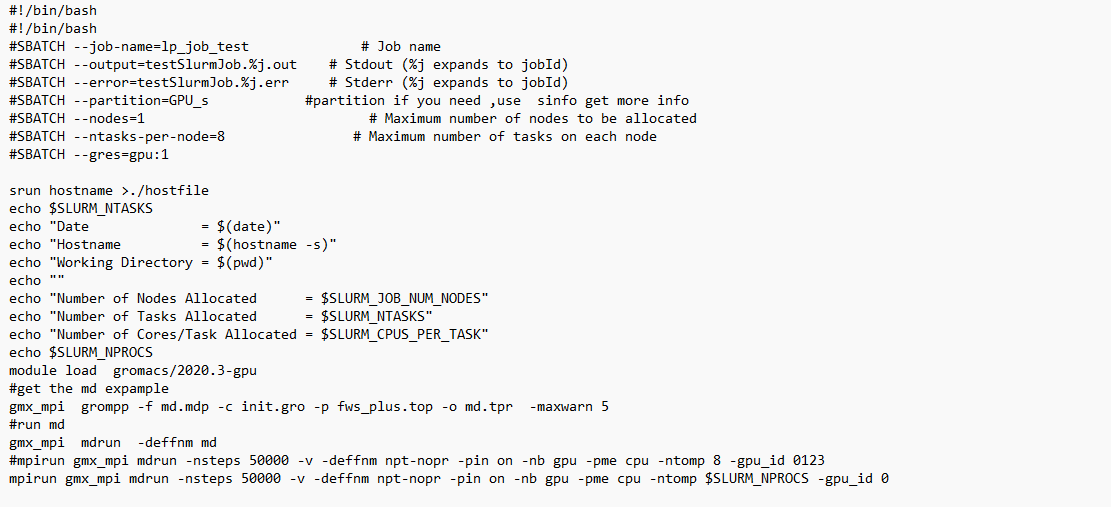 #!/bin/bash
#!/bin/bash
#SBATCH --job-name=lp_job_test              # Job name
#SBATCH --output=testSlurmJob.%j.out    # Stdout (%j expands to jobId)
#SBATCH --error=testSlurmJob.%j.err     # Stderr (%j expands to jobId)
#SBATCH --partition=GPU_s            #partition if you need ,use  sinfo get more info
#SBATCH --nodes=1                            # Maximum number of nodes to be allocated
#SBATCH --ntasks-per-node=8                # Maximum number of tasks on each node
#SBATCH --gres=gpu:1

srun hostname >./hostfile
echo $SLURM_NTASKS
echo "Date              = $(date)"
echo "Hostname          = $(hostname -s)"
echo "Working Directory = $(pwd)"
echo ""
echo "Number of Nodes Allocated      = $SLURM_JOB_NUM_NODES"
echo "Number of Tasks Allocated      = $SLURM_NTASKS"
echo "Number of Cores/Task Allocated = $SLURM_CPUS_PER_TASK"
echo $SLURM_NPROCS
module load  gromacs/2020.3-gpu
#get the md expample
gmx_mpi  grompp -f md.mdp -c init.gro -p fws_plus.top -o md.tpr  -maxwarn 5
#run md
gmx_mpi  mdrun  -deffnm md
#mpirun gmx_mpi mdrun -nsteps 50000 -v -deffnm npt-nopr -pin on -nb gpu -pme cpu -ntomp 8 -gpu_id 0123
mpirun gmx_mpi mdrun -nsteps 50000 -v -deffnm npt-nopr -pin on -nb gpu -pme cpu -ntomp $SLURM_NPROCS -gpu_id 0